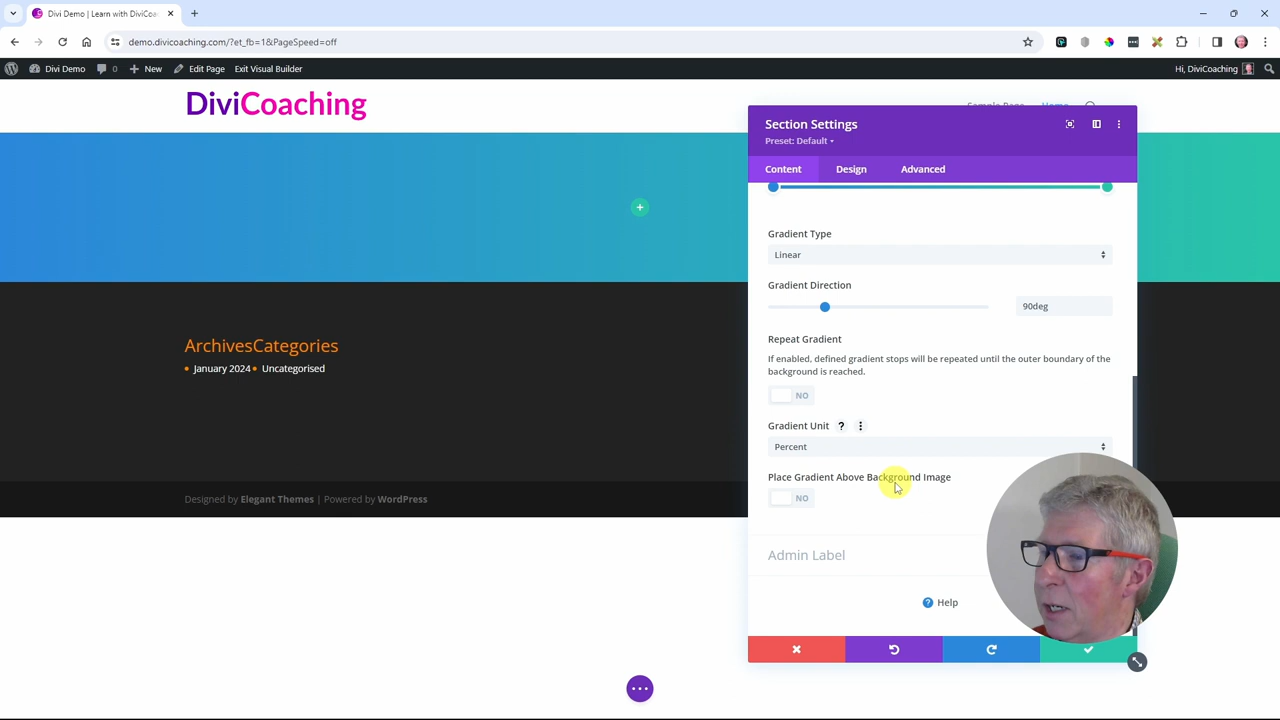 Divi Demo | Learn with DiviCoa
demo.divicoaching.com/?et_fb=1&PageSpeed=off
Divi Demo
0
New
Edit Page
Exit Visual Builder
Hi, DiviCoaching
DiviCoaching
Section Settings
Preset: Default
Content
Design
Advanced
Gradient Type
Linear
Gradient Direction
90deg
Repeat Gradient
If enabled, defined gradient stops will be repeated until the outer boundary of the
background is reached.
NO
Gradient Unit
Percent
Place Gradient Above Background Image
NO
Admin Label
Help
ArchivesCategories
January 2024
Uncategorised
Designed by Elegant Themes | Powered by WordPress